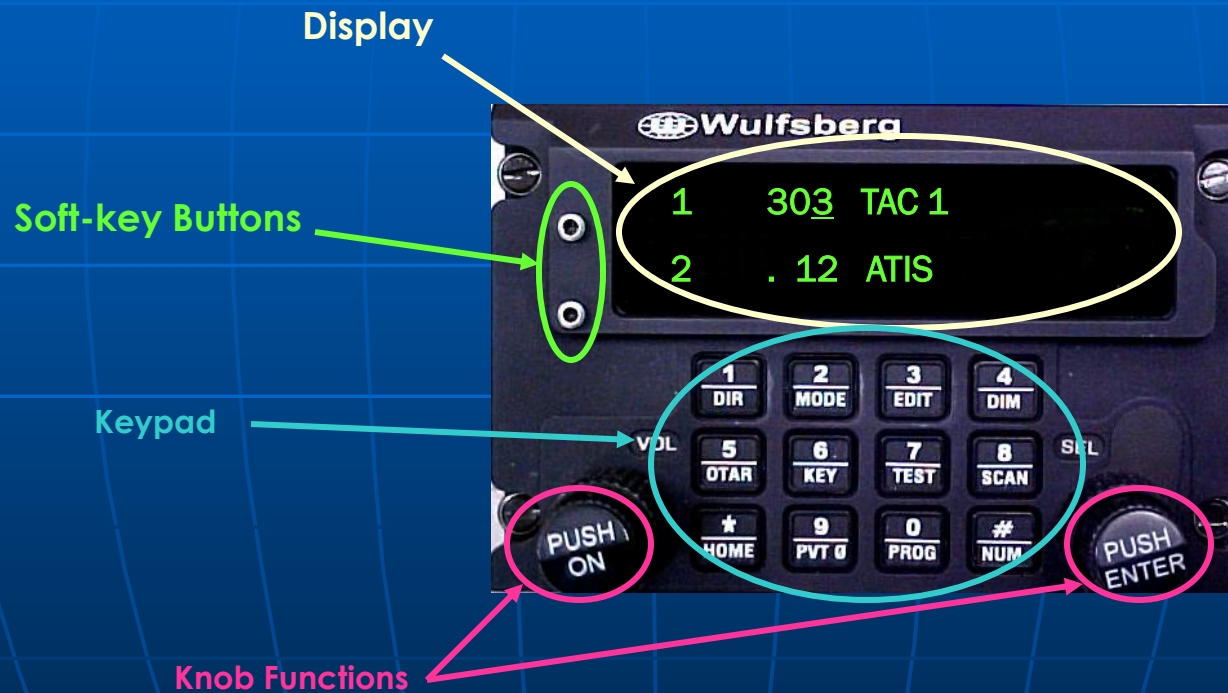 Display
Wulfsberg
1 303 TAC 1
Soft-key Buttons
2 . 12 ATIS
1 2 3 4
DIR MODE EDIT DIM
Keypad
VOL SEL
5 6 7 8
OTAR KEY TEST SCAN
* 9 0 #
HOME PVT Ø PROG NUM
PUSH ON
PUSH ENTER
Knob Functions